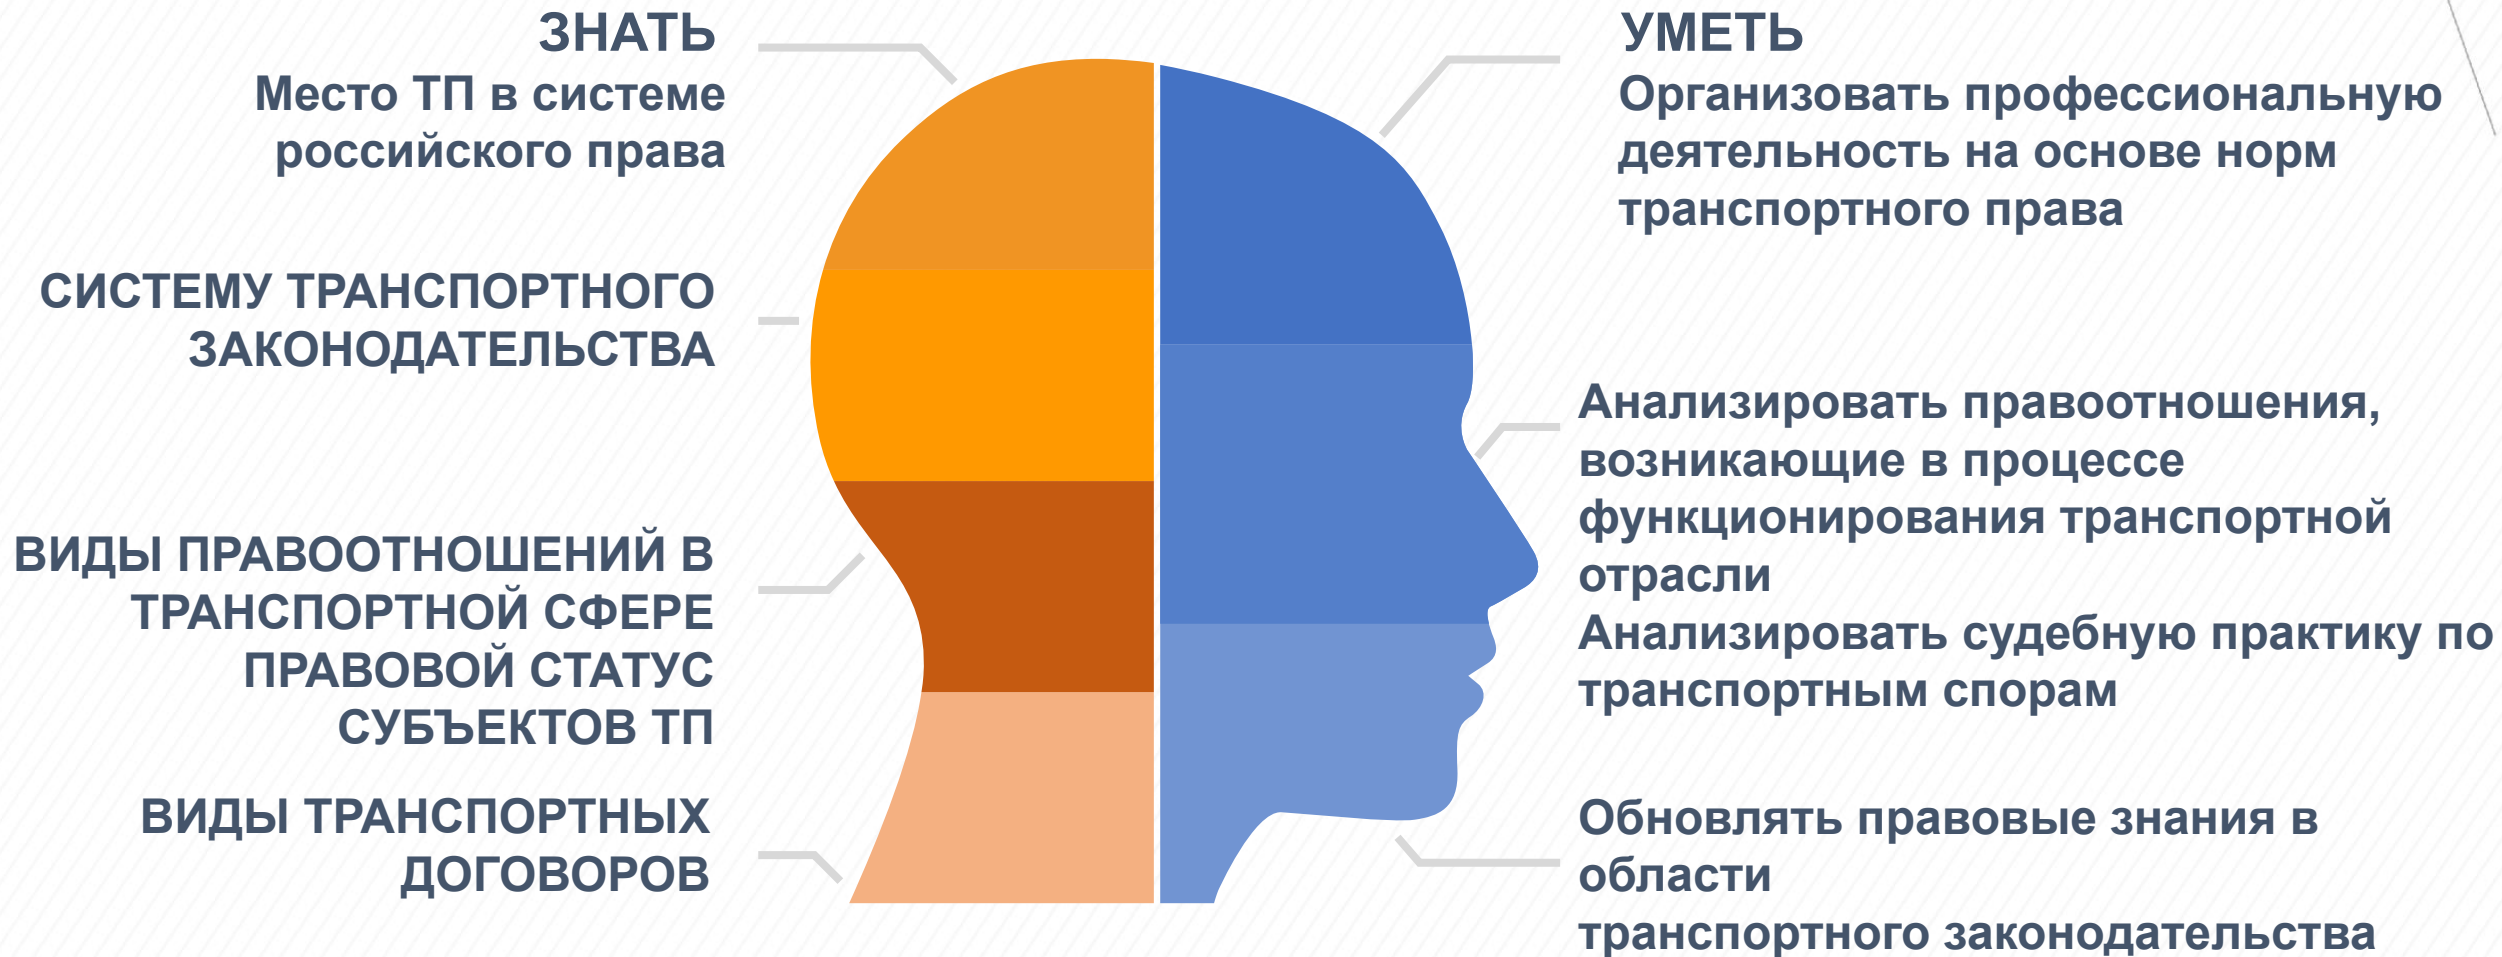 ЗНАТЬ
Место ТП в системе
российского права
СИСТЕМУ ТРАНСПОРТНОГО
ЗАКОНОДАТЕЛЬСТВА
ВИДЫ ПРАВООТНОШЕНИЙ В
ТРАНСПОРТНОЙ СФЕРЕ
ПРАВОВОЙ СТАТУС
СУБЪЕКТОВ ТП
ВИДЫ ТРАНСПОРТНЫХ
ДОГОВОРОВ
УМЕТЬ
Организовать профессиональную
деятельность на основе норм
транспортного права
Анализировать правоотношения,
возникающие в процессе
функционирования транспортной
отрасли
Анализировать судебную практику по
транспортным спорам
Обновлять правовые знания в
области
транспортного законодательства